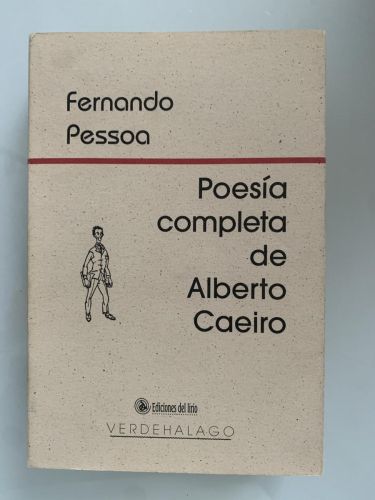 Fernando
Pessoa
Poesía
completa
de
Alberto
Caeiro
Ediciones del lirio
VERDEHALAGO